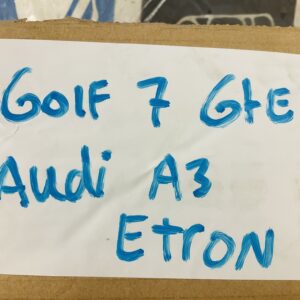 Golf 7 GtE
Audi A3
Etron